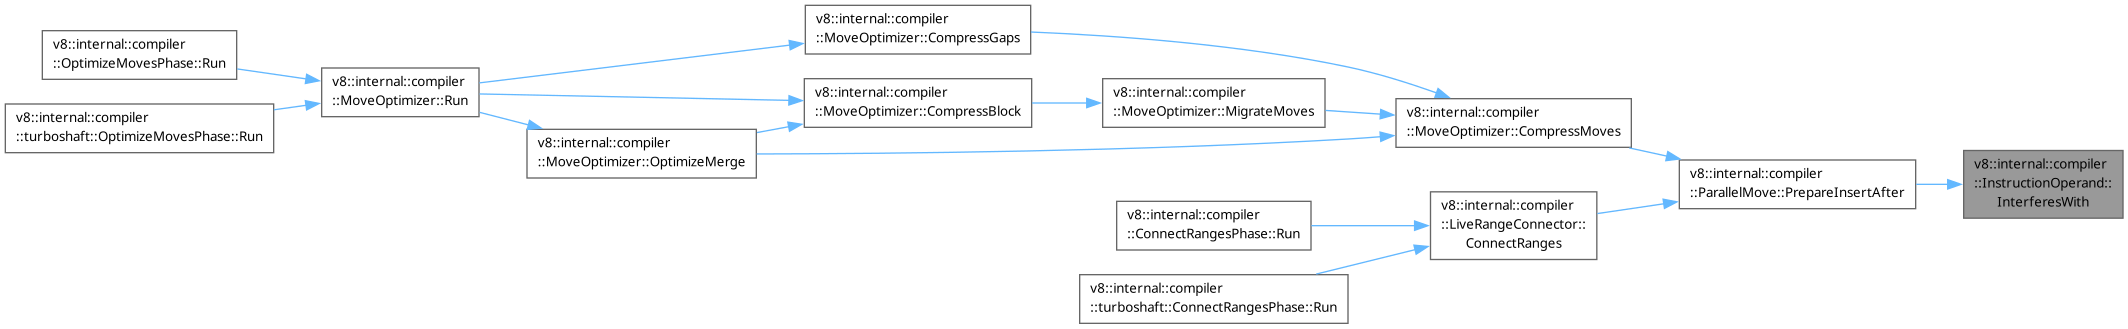 v8::internal::compiler
::OptimizeMovesPhase::Run
v8::internal::compiler
::turboshaft::OptimizeMovesPhase::Run
v8::internal::compiler
::MoveOptimizer::Run
v8::internal::compiler
::MoveOptimizer::CompressGaps
v8::internal::compiler
::MoveOptimizer::CompressBlock
v8::internal::compiler
::MoveOptimizer::OptimizeMerge
v8::internal::compiler
::MoveOptimizer::MigrateMoves
v8::internal::compiler
::MoveOptimizer::CompressMoves
v8::internal::compiler
::ConnectRangesPhase::Run
v8::internal::compiler
::turboshaft::ConnectRangesPhase::Run
v8::internal::compiler
::LiveRangeConnector::
ConnectRanges
v8::internal::compiler
::ParallelMove::PrepareInsertAfter
v8::internal::compiler
::InstructionOperand::
InterferesWith